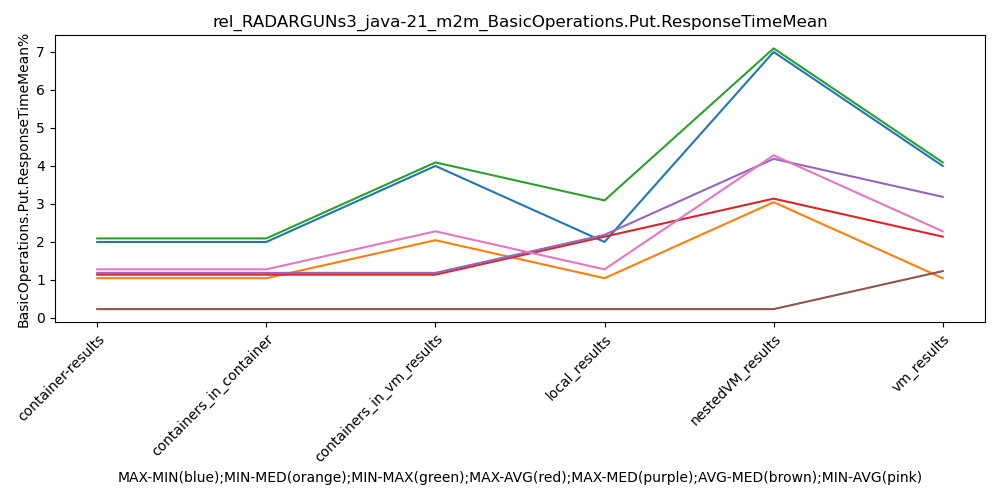 rel_RADARGUNs3_java-21_m2m_BasicOperations.Put.ResponseTimeMean
BasicOperations.Put.ResponseTimeMean%
7
6
5
4
3
2
1
0
container-results
containers_in_container
containers_in_vm_results
local_results
nestedVM_results
vm_results
MAX-MIN(blue);MIN-MED(orange);MIN-MAX(green);MAX-AVG(red);MAX-MED(purple);AVG-MED(brown);MIN-AVG(pink)